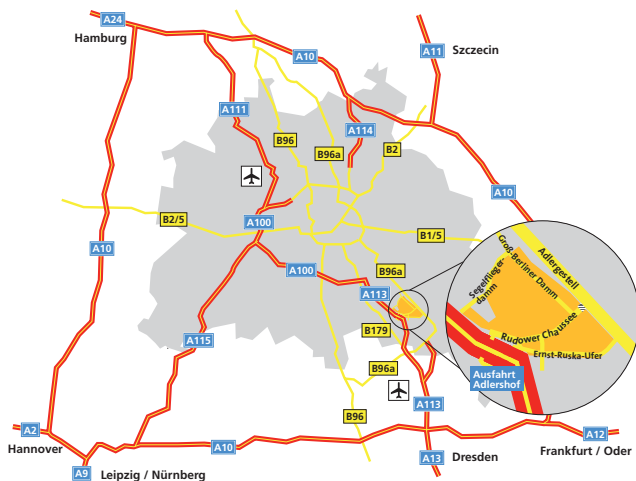 A24
Hamburg
A11
Szczecin
A10
A111
B96
B96a
A114
B2
A10
B2/5
A100
B1/5
A10
A100
B96a
A113
B179
A115
B96a
B96
A113
Adlergestell
Groß-Berliner Damm
Segelflieger-
damm
Rudower Chaussee
Ernst-Ruska-Ufer
Ausfahrt
Adlershof
A2
Hannover
A9
Leipzig / Nürnberg
A10
A13
Dresden
A12
Frankfurt / Oder